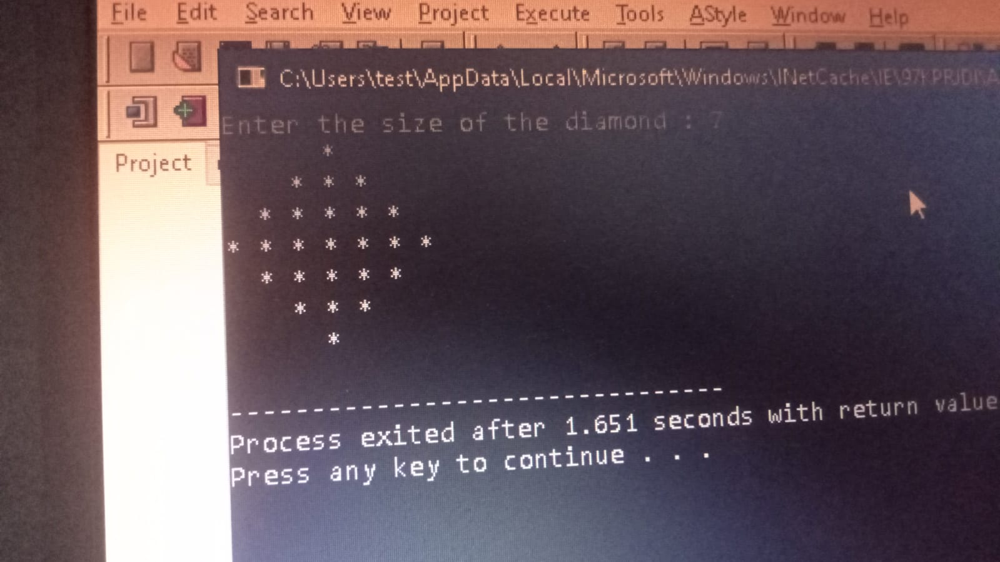 File Edit Search View Project Execute Tools AStyle Window Help
C:\Users\test\AppData\Local\Microsoft\Windows\INetCache\IE\
Project
Enter the size of the diamond : 7
*
* * *
* * * * *
* * * * * * *
* * * * *
* * *
*
--------------------------------
Process exited after 1.651 seconds with return value
Press any key to continue . . .